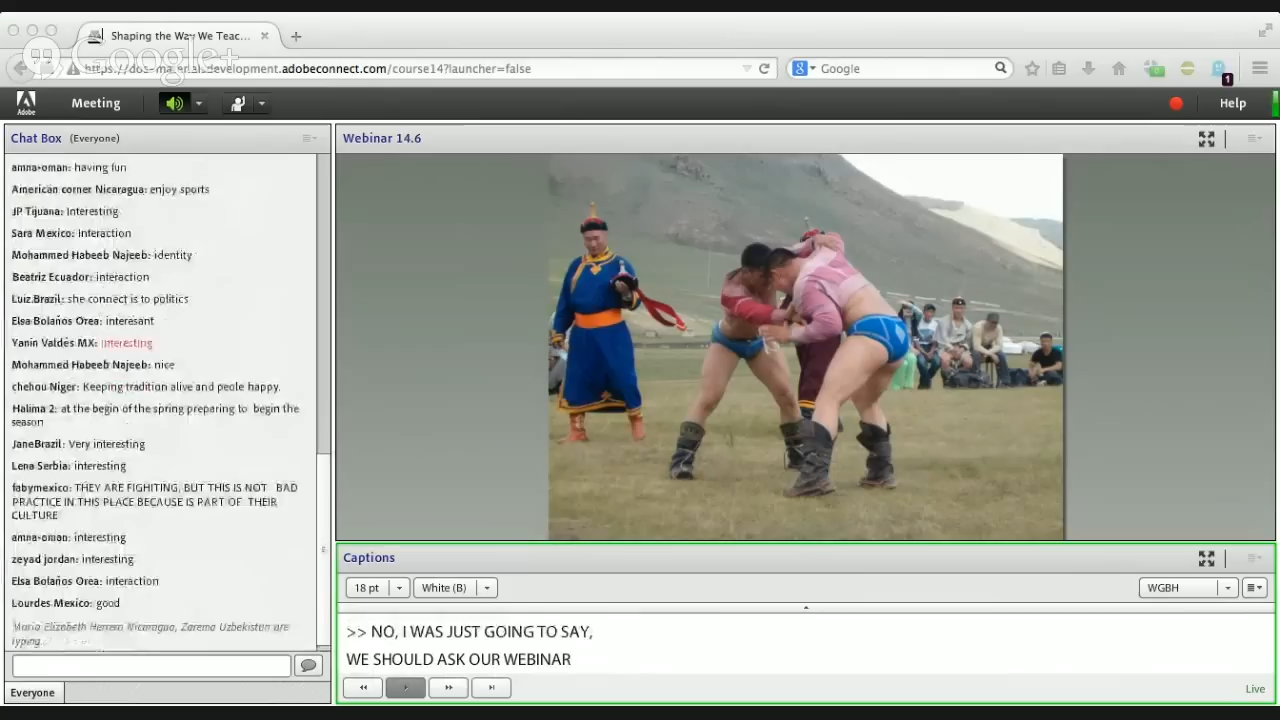 Shaping the Way We Teac...
Google+
adobeconnect.com/course14?launcher=false
Google
1
Adobe
Meeting
Help
Chat Box (Everyone)
Webinar 14.6
amna-oman: having fun
American corner Nicaragua: enjoy sports
JP Tijuana: Interesting
Sara Mexico: Interaction
Mohammed Habeeb Najeeb: identity
Beatriz Ecuador: interaction
Luiz Brazil: she connect is to politics
Elsa Bolaños Orea: interesant
Yanin Valdes MX: Interesting
Mohammed Habeeb Najeeb: nice
chehou Niger: Keeping tradition alive and peole happy.
Halima 2: at the begin of the spring preparing to begin the
season
JaneBrazil: Very interesting
Lena Serbia: interesting
fabymexico: THEY ARE FIGHITING, BUT THIS IS NOT BAD
PRACTICE IN THIS PLACE BECAUSE IS PART OF THEIR
CULTURE
amna-oman: interesting
zeyad jordan: interesting
Elsa Bolaños Orea: interaction
Lourdes Mexico: good
Maria Elizabeth Herrera Nicaragua, Zarema Uzbekistan are
typing...
Everyone
Captions
18 pt
White (B)
WGBH
>> NO, I WAS JUST GOING TO SAY,
WE SHOULD ASK OUR WEBINAR
Live